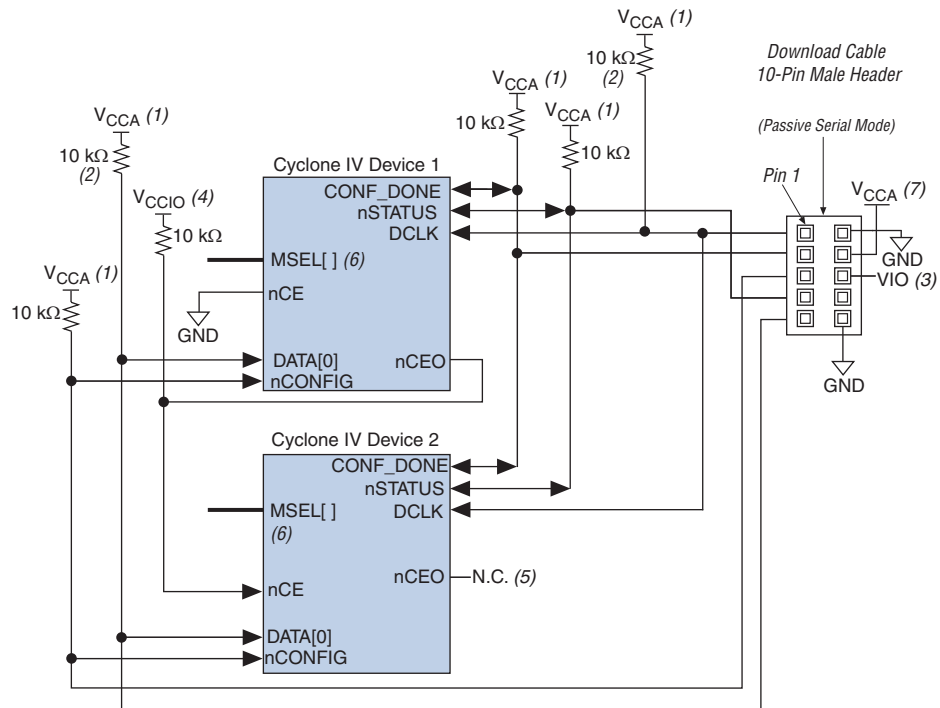 VCCA (1)
10 kΩ
(2)
Download Cable
10-Pin Male Header
(Passive Serial Mode)
Pin 1
VCCA (7)
VCCA (1)
10 kΩ
VCCA (1)
10 kΩ
VCCA (1)
10 kΩ
(2)
VCCIO (4)
10 kΩ
VCCA (1)
10 kΩ
Cyclone IV Device 1
CONF_DONE
nSTATUS
DCLK
MSEL[ ] (6)
nCE
GND
DATA[0]
nCEO
nCONFIG
GND
VIO (3)
GND
Cyclone IV Device 2
CONF_DONE
nSTATUS
MSEL[ ]
DCLK
(6)
nCEO
N.C. (5)
nCE
DATA[0]
nCONFIG